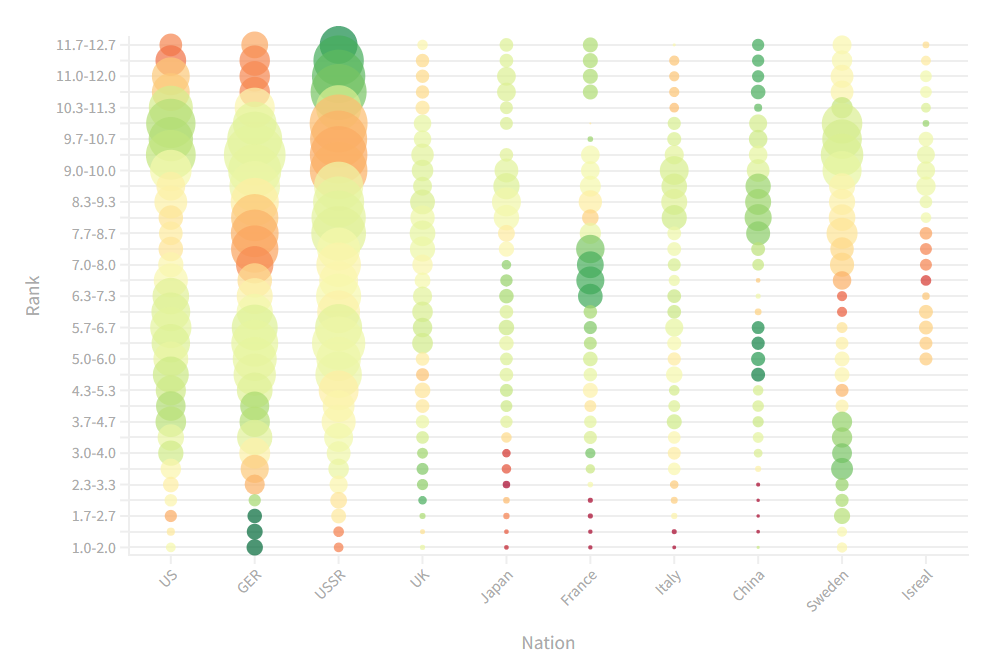 11.7-12.7
11.0-12.0
10.3-11.3
9.7-10.7
9.0-10.0
8.3-9.3
7.7-8.7
7.0-8.0
6.3-7.3
5.7-6.7
5.0-6.0
4.3-5.3
3.7-4.7
3.0-4.0
2.3-3.3
1.7-2.7
1.0-2.0
Rank
US
GER
USSR
UK
Japan
France
Italy
China
Sweden
Isreal
Nation